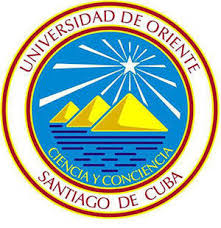 UNIVERSIDAD DE ORIENTE
CIENCIA Y CONCIENCIA
SANTIAGO DE CUBA